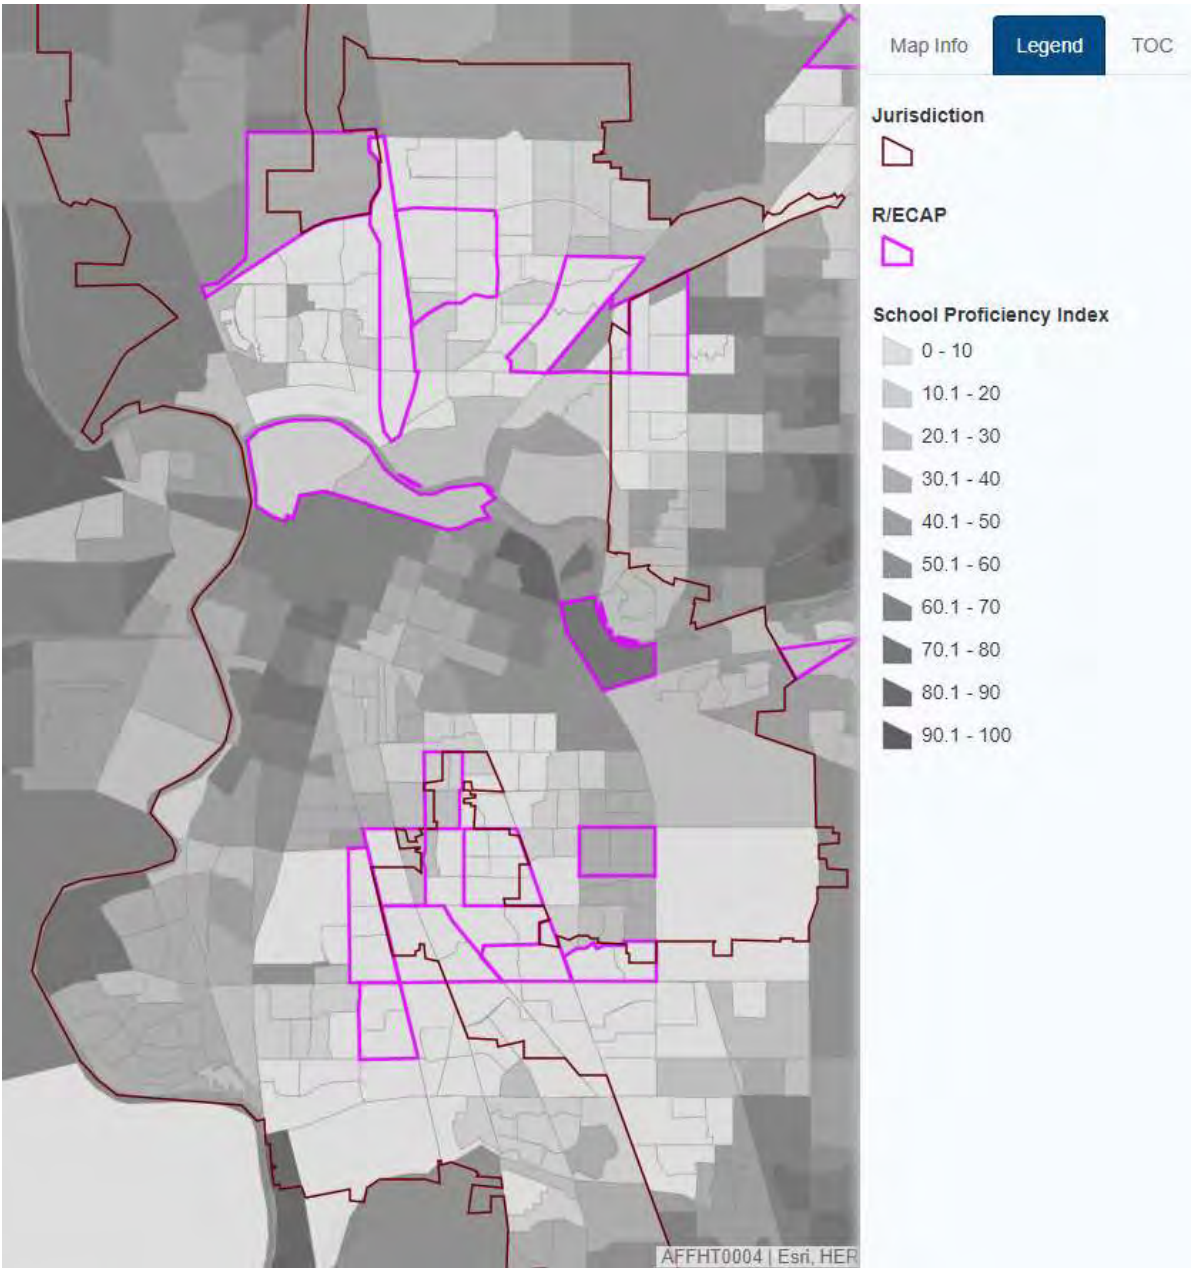 Map Info Legend TOC
Jurisdiction
R/ECAP
School Proficiency Index
0 - 10
10.1 - 20
20.1 - 30
30.1 - 40
40.1 - 50
50.1 - 60
60.1 - 70
70.1 - 80
80.1 - 90
90.1 - 100
AFFHT0004 | Esri, HER